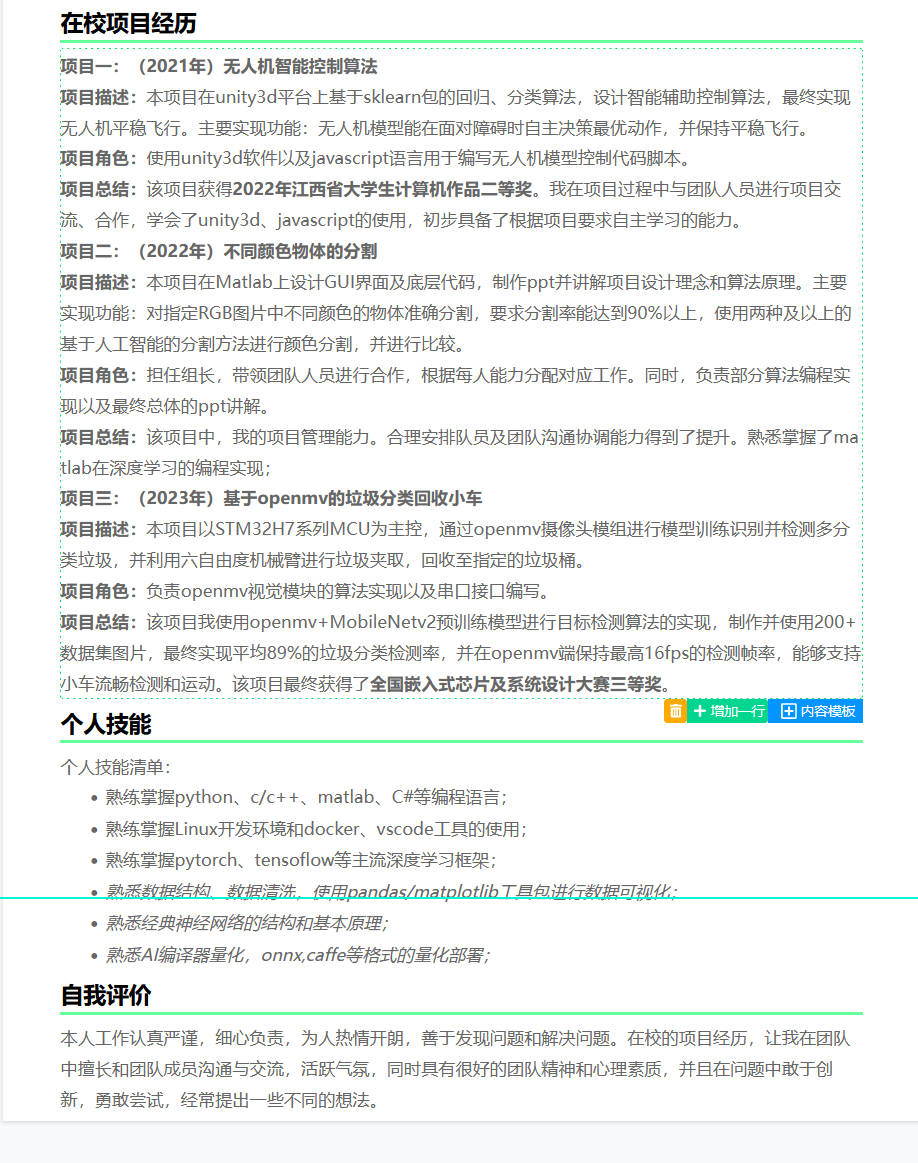 在校项目经历
项目一：（2021年）无人机智能控制算法
项目描述：本项目在unity3d平台上基于sklearn包的回归、分类算法，设计智能辅助控制算法，最终实现
无人机平稳飞行。主要实现功能：无人机模型能在面对障碍时自主决策最优动作，并保持平稳飞行。
项目角色：使用unity3d软件以及javascript语言用于编写无人机模型控制代码脚本。
项目总结：该项目获得2022年江西省大学生计算机作品二等奖。我在项目过程中与团队人员进行项目交
流、合作，学会了unity3d、javascript的使用，初步具备了根据项目要求自主学习的能力。
项目二：（2022年）不同颜色物体的分割
项目描述：本项目在Matlab上设计GUI界面及底层代码，制作ppt并讲解项目设计理念和算法原理。主要
实现功能：对指定RGB图片中不同颜色的物体准确分割，要求分割率能达到90%以上，使用两种及以上的
基于人工智能的分割方法进行颜色分割，并进行比较。
项目角色：担任组长，带领团队人员进行合作，根据每人能力分配对应工作。同时，负责部分算法编程实
现以及最终总体的ppt讲解。
项目总结：该项目中，我的项目管理能力。合理安排队员及团队沟通协调能力得到了提升。熟悉掌握了ma
tlab在深度学习的编程实现；
项目三：（2023年）基于openmv的垃圾分类回收小车
项目描述：本项目以STM32H7系列MCU为主控，通过openmv摄像头模组进行模型训练识别并检测多分
类垃圾，并利用六自由度机械臂进行垃圾夹取，回收至指定的垃圾桶。
项目角色：负责openmv视觉模块的算法实现以及串口接口编写。
项目总结：该项目我使用openmv+MobileNetv2预训练模型进行目标检测算法的实现，制作并使用200+
数据集图片，最终实现平均89%的垃圾分类检测率，并在openmv端保持最高16fps的检测帧率，能够支持
小车流畅检测和运动。该项目最终获得了全国嵌入式芯片及系统设计大赛三等奖。
增加一行 内容模板
个人技能
个人技能清单：
• 熟练掌握python、c/c++、matlab、C#等编程语言；
• 熟练掌握Linux开发环境和docker、vscode工具的使用；
• 熟练掌握pytorch、tensoflow等主流深度学习框架；
• 熟悉数据结构、数据清洗，使用pandas/matplotlib工具包进行数据可视化；
• 熟悉经典神经网络的结构和基本原理；
• 熟悉AI编译器量化，onnx,caffe等格式的量化部署；
自我评价
本人工作认真严谨，细心负责，为人热情开朗，善于发现问题和解决问题。在校的项目经历，让我在团队
中擅长和团队成员沟通与交流，活跃气氛，同时具有很好的团队精神和心理素质，并且在问题中敢于创
新，勇敢尝试，经常提出一些不同的想法。